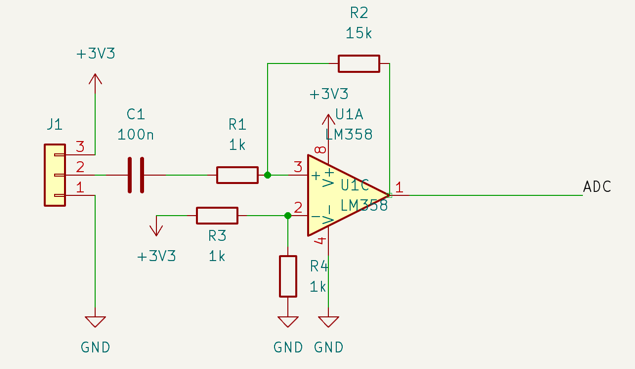 R2
15k
+3V3
+3V3
U1A
LM358
J1
C1
100n
R1
1k
8
3
2
1
3
+
V+
U1C
LM358
1
ADC
2
−
V−
R3
1k
+3V3
4
R4
1k
GND
GND
GND